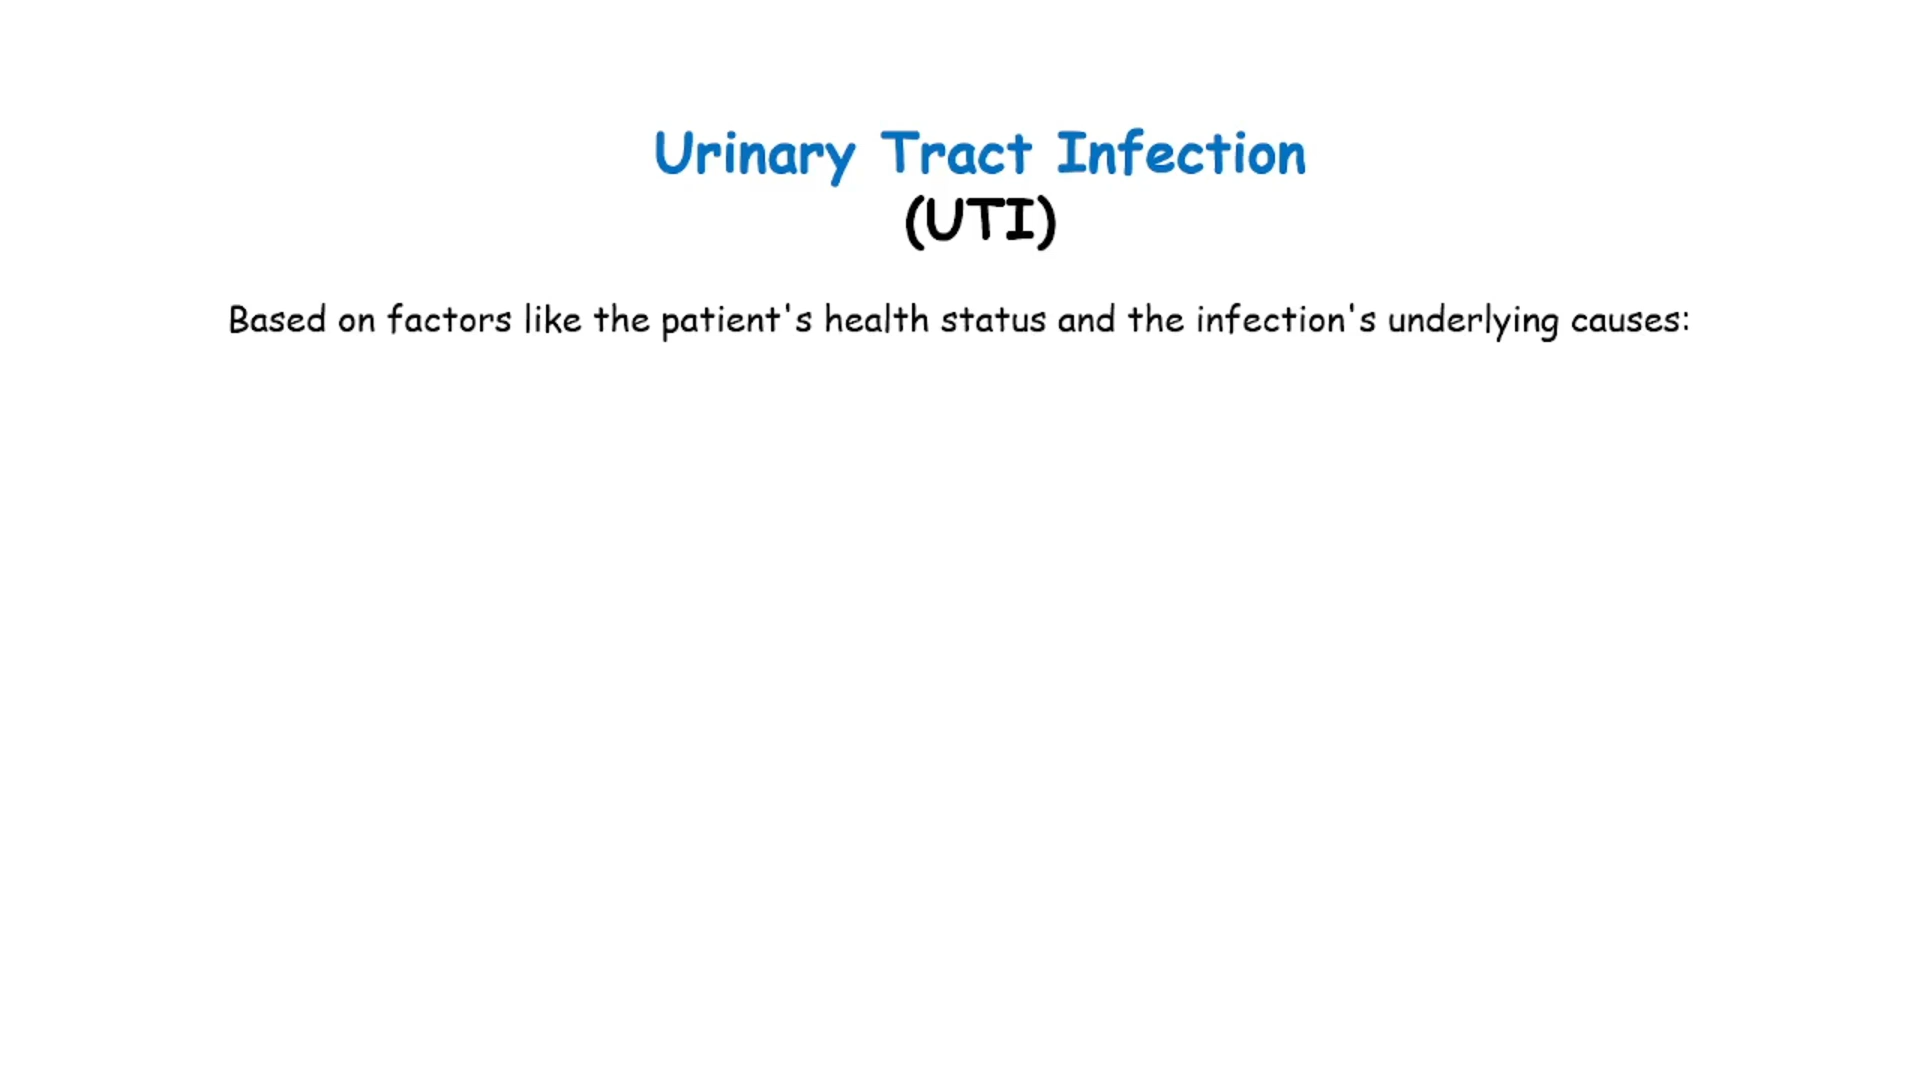 Urinary Tract Infection
(UTI)
Based on factors like the patient's health status and the infection's underlying causes: